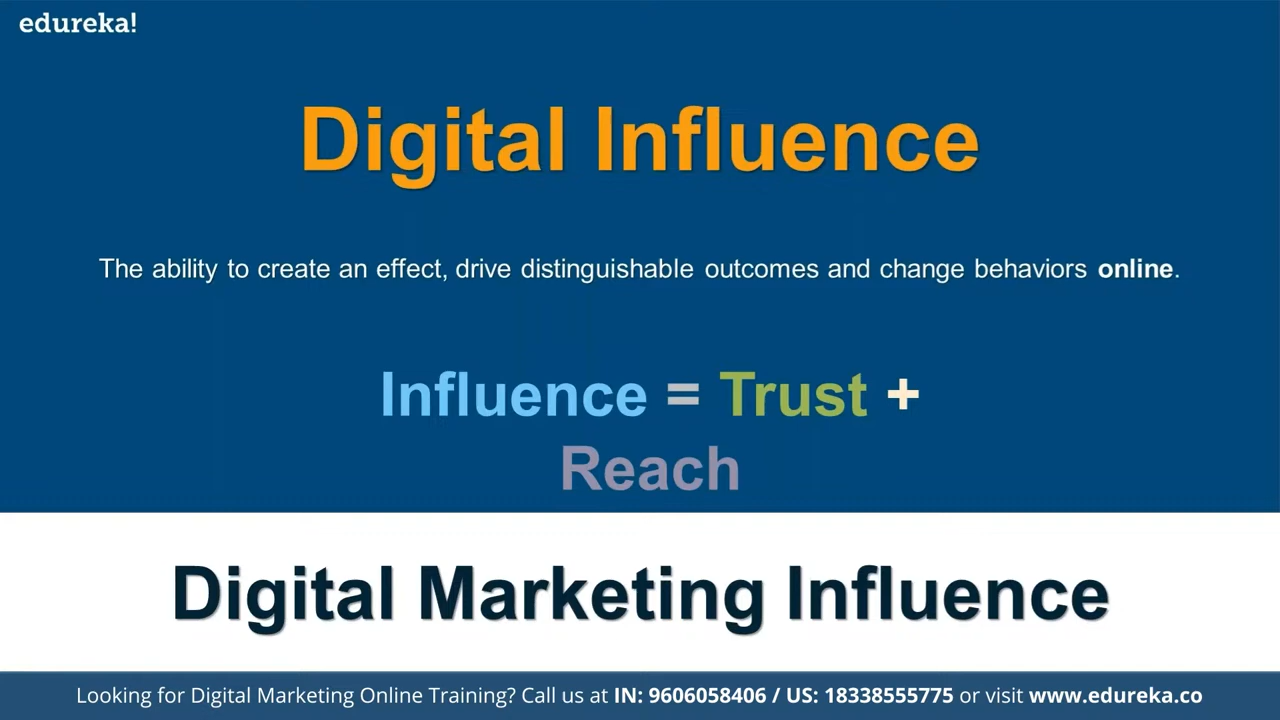 edureka!
Digital Influence
The ability to create an effect, drive distinguishable outcomes and change behaviors online.
Influence = Trust +
Reach
Digital Marketing Influence
Looking for Digital Marketing Online Training? Call us at IN: 9606058406 / US: 18338555775 or visit www.edureka.co